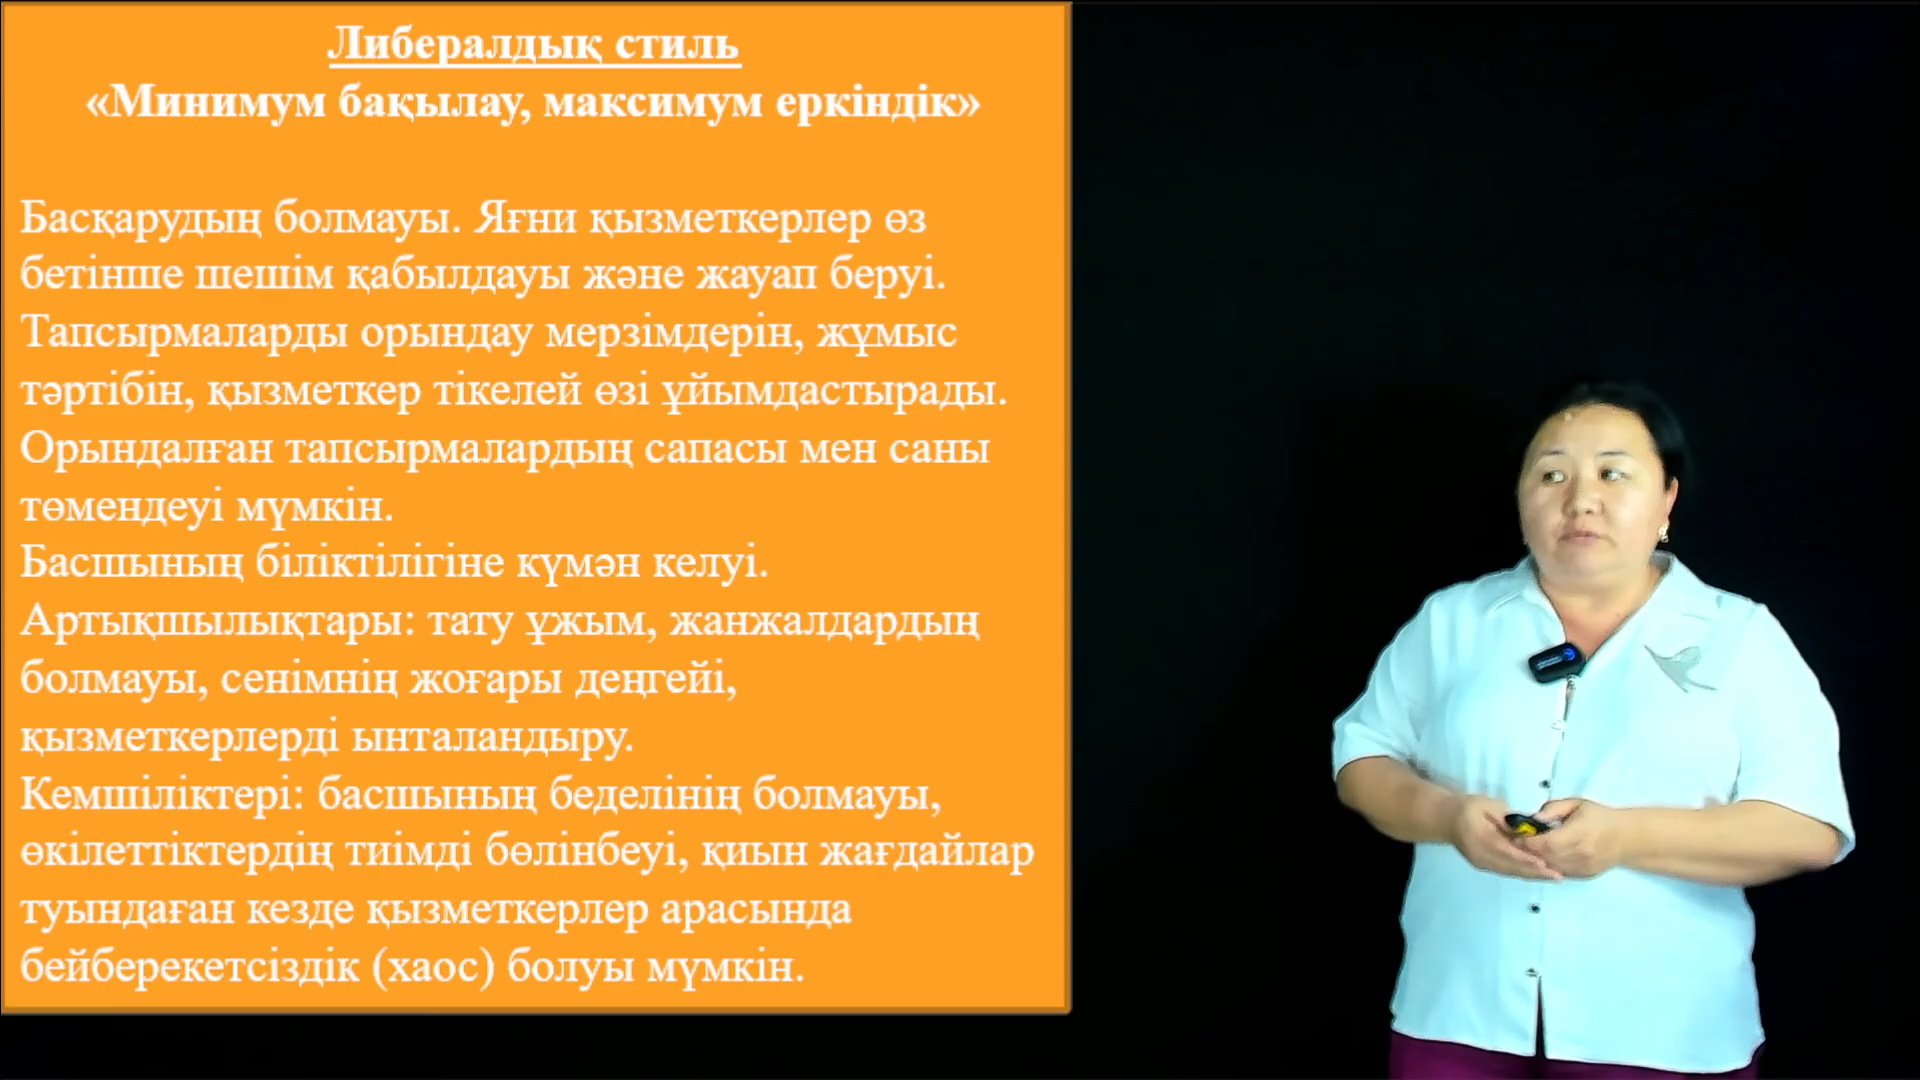 Либералдық стиль
«Минимум бақылау, максимум еркіндік»
Басқарудың болмауы. Яғни қызметкерлер өз
бетінше шешім қабылдауы және жауап беруі.
Тапсырмаларды орындау мерзімдерін, жұмыс
тәртібін, қызметкер тікелей өзі ұйымдастырады.
Орындалған тапсырмалардың сапасы мен саны
төмендеуі мүмкін.
Басшының біліктілігіне күмән келуі.
Артықшылықтары: тату ұжым, жанжалдардың
болмауы, сенімнің жоғары деңгейі,
қызметкерлерді ынталандыру.
Кемшіліктері: басшының беделінің болмауы,
өкілеттіктердің тиімді бөлінбеуі, қиын жағдайлар
туындаған кезде қызметкерлер арасында
бейберекетсіздік (хаос) болуы мүмкін.